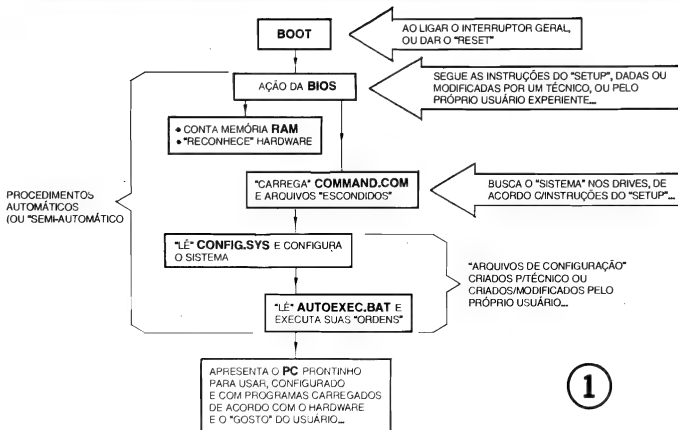 BOOT
AO LIGAR O INTERRUPTOR GERAL,
OU DAR O "RESET"
AÇÃO DA BIOS
SEGUE AS INSTRUÇÕES DO "SETUP", DADAS OU
MODIFICADAS POR UM TÉCNICO, OU PELO
PRÓPRIO USUÁRIO EXPERIENTE...
• CONTA MEMÓRIA RAM
• "RECONHECE" HARDWARE
"CARREGA" COMMAND.COM
E ARQUIVOS "ESCONDIDOS"
BUSCA O "SISTEMA" NOS DRIVES, DE
ACORDO C/INSTRUÇÕES DO "SETUP"...
PROCEDIMENTOS
AUTOMÁTICOS
(OU "SEMI-AUTOMÁTICO
"LÊ" CONFIG.SYS E CONFIGURA
O SISTEMA
"LÊ" AUTOEXEC.BAT E
EXECUTA SUAS "ORDENS"
"ARQUIVOS DE CONFIGURAÇÃO"
CRIADOS P/TÉCNICO OU
CRIADOS/MODIFICADOS PELO
PRÓPRIO USUÁRIO...
APRESENTA O PC PRONTINHO
PARA USAR, CONFIGURADO
E COM PROGRAMAS CARREGADOS
DE ACORDO COM O HARDWARE
E O "GOSTO" DO USUÁRIO...
1